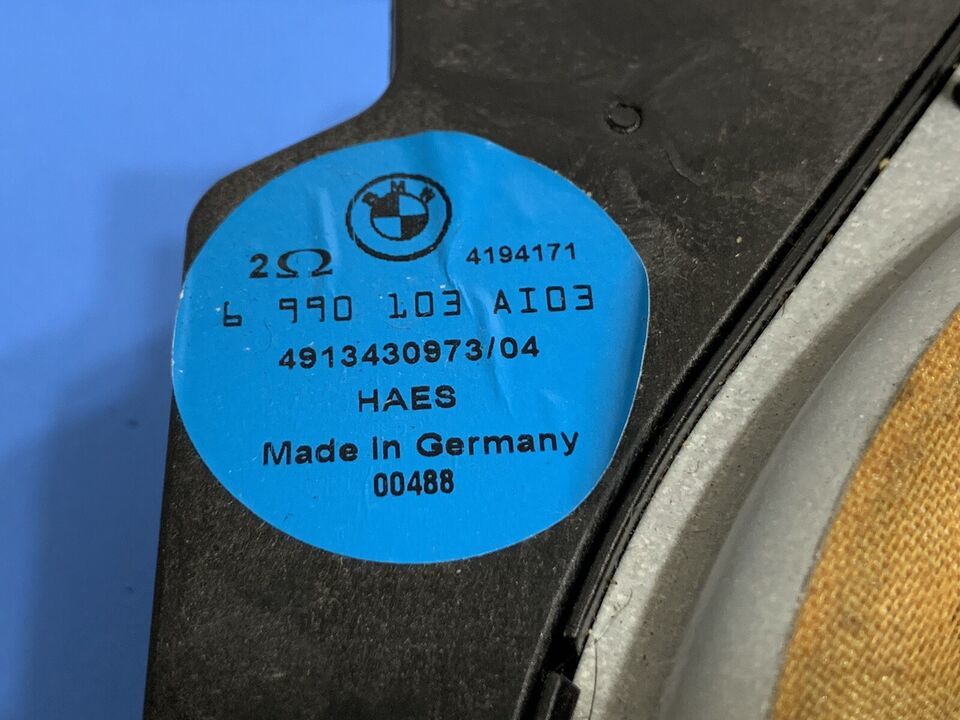 BMW
2Ω 4194171
6 990 103 AI03
4913430973/04
HAES
Made in Germany
00488